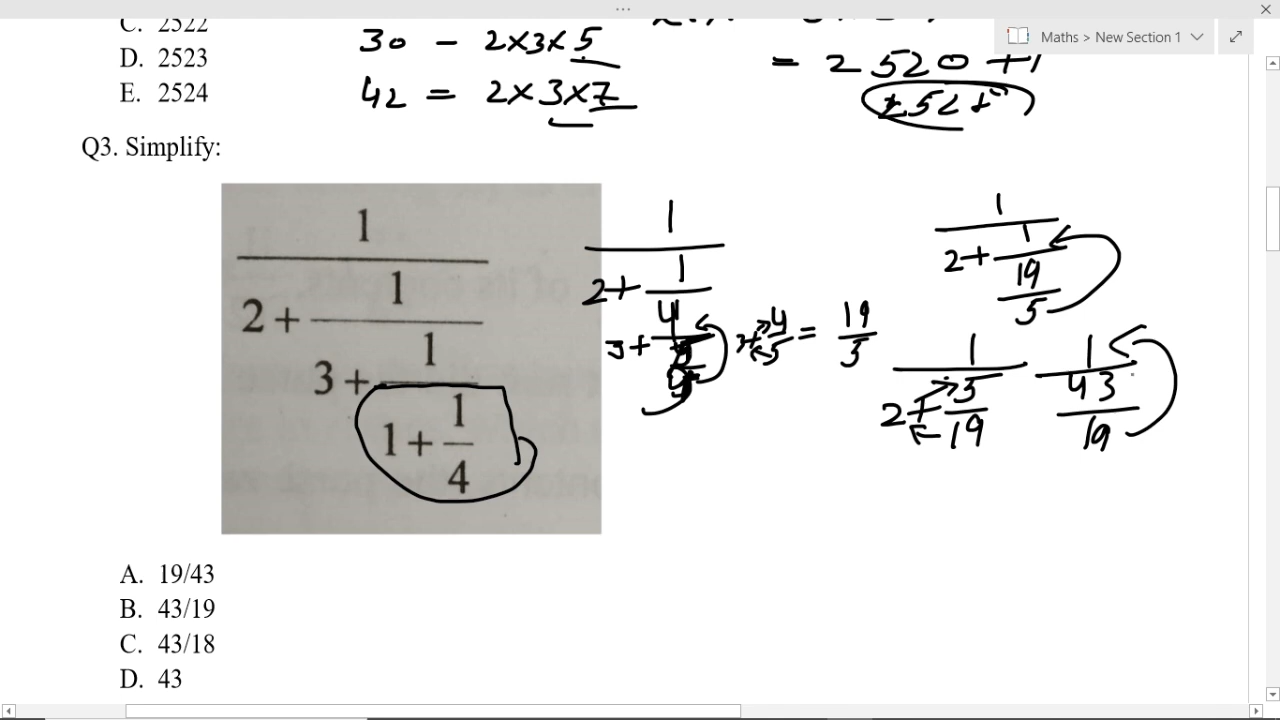 C. 2522
D. 2523
E. 2524
30 - 2×3×5
42 = 2×3×7
= 2520 +1
Maths > New Section 1
Q3. Simplify:
1
2+ 1
3+ 1
1+ 1
4
1
2+ 1
3+ 4
4/5 = 19/5
1
2+ 1
19
5
1
2+ 5
19
1
43
19
A. 19/43
B. 43/19
C. 43/18
D. 43